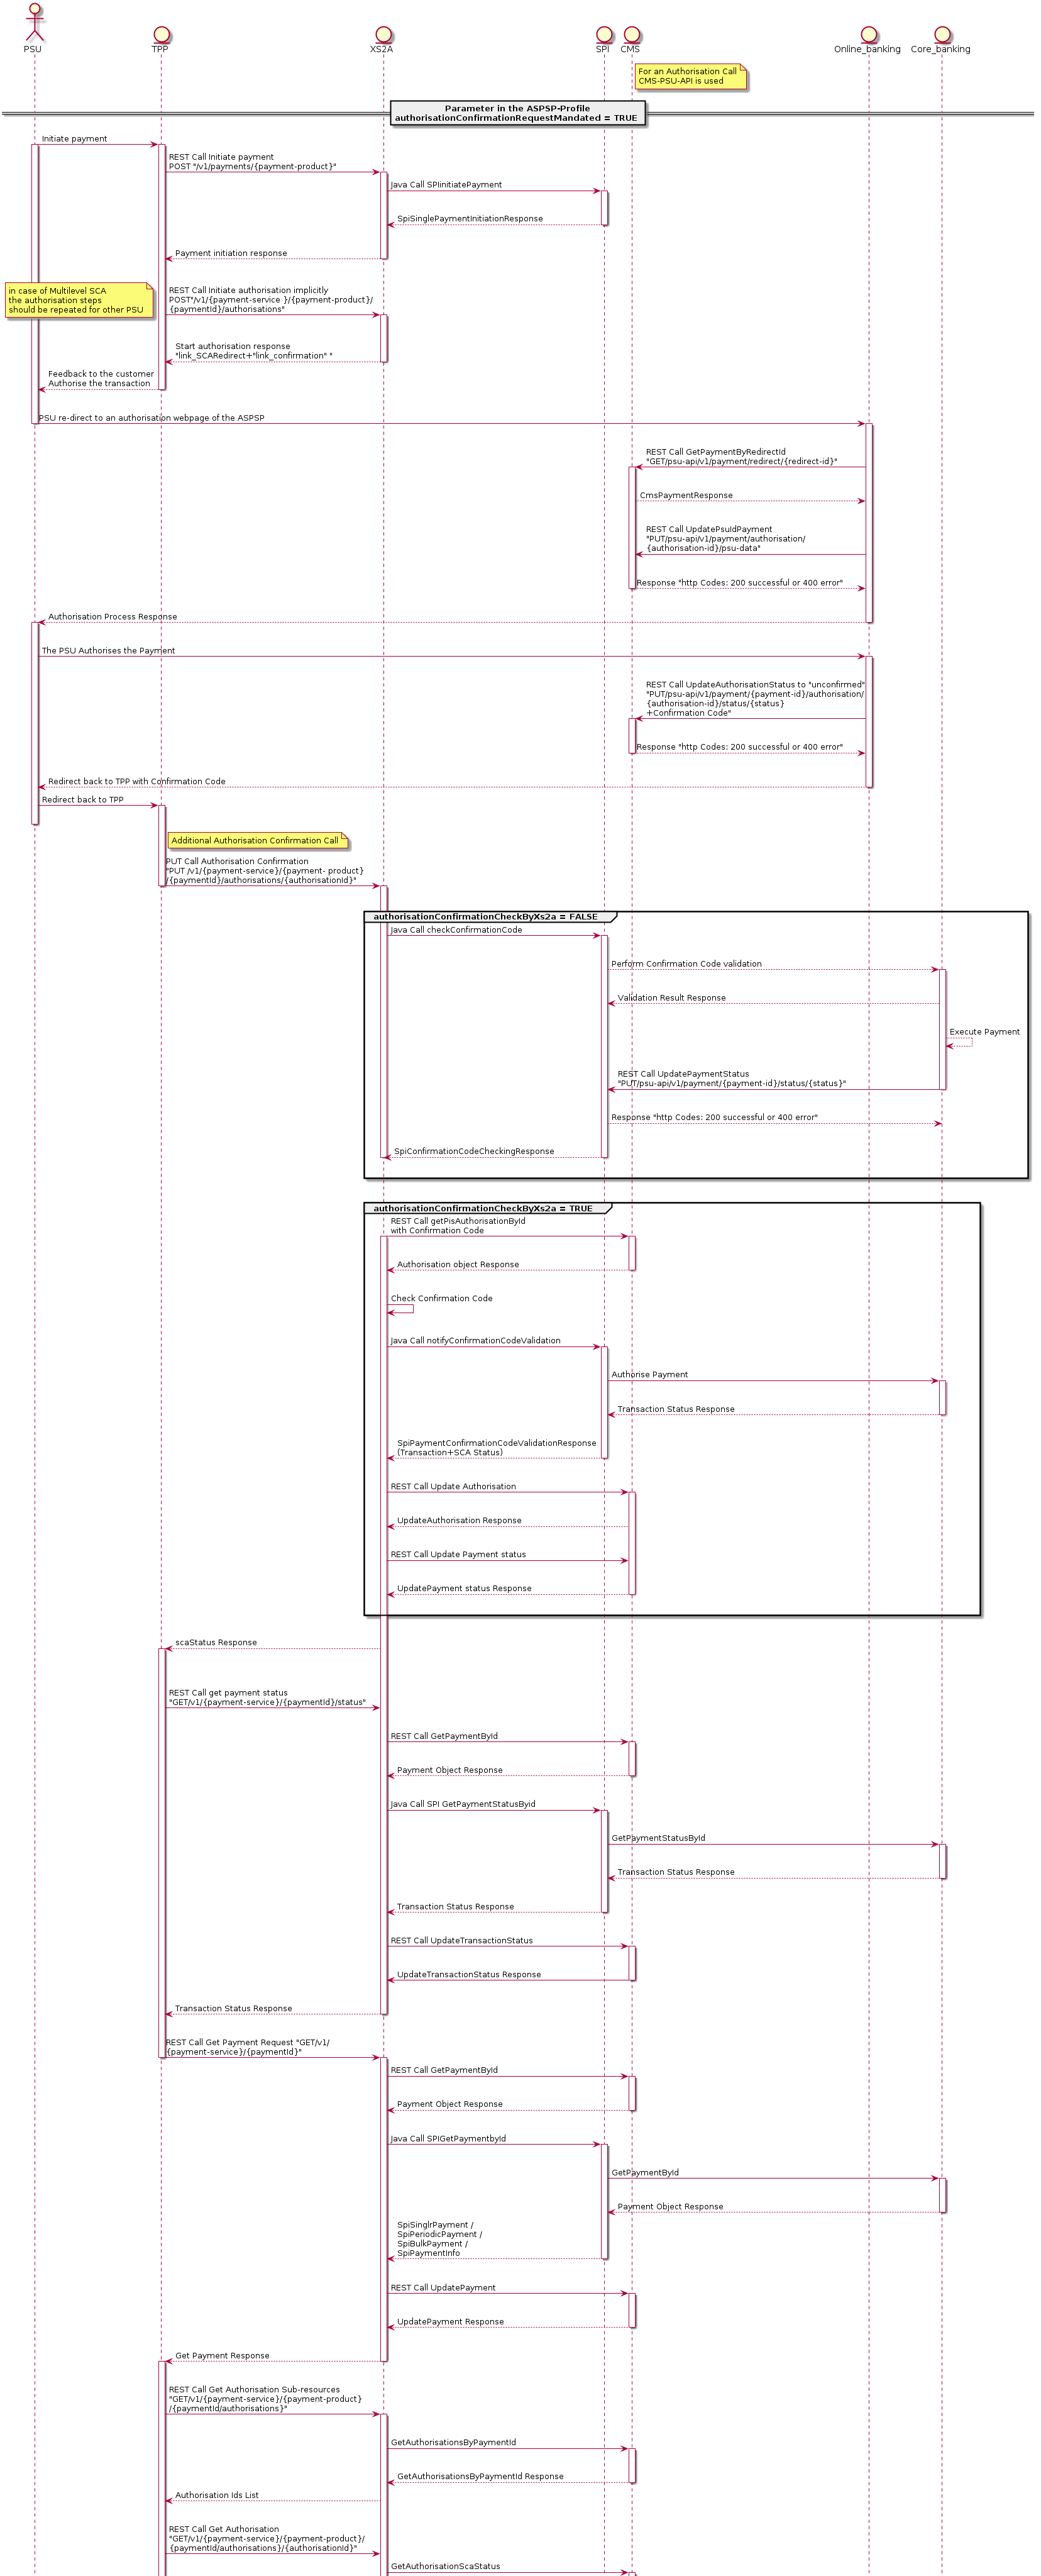 PSU
TPP
XS2A
SPI
CMS
Online_banking
Core_banking
For an Authorisation Call
CMS-PSU-API is used
Parameter in the ASPSP-Profile
authorisationConfirmationRequestMandated = TRUE
Initiate payment
REST Call Initiate payment
POST "/v1/payments/{payment-product}"
Java Call SPIinitiatePayment
SpiSinglePaymentInitiationResponse
Payment initiation response
in case of Multilevel SCA
the authorisation steps
should be repeated for other PSU
REST Call Initiate authorisation implicitly
POST"/v1/{payment-service }/{payment-product}/
{paymentId}/authorisations"
Start authorisation response
"link_SCARedirect+"link_confirmation" "
Feedback to the customer
Authorise the transaction
PSU re-direct to an authorisation webpage of the ASPSP
REST Call GetPaymentByRedirectId
"GET/psu-api/v1/payment/redirect/{redirect-id}"
CmsPaymentResponse
REST Call UpdatePsuIdPayment
"PUT/psu-api/v1/payment/authorisation/
{authorisation-id}/psu-data"
Response "http Codes: 200 successful or 400 error"
Authorisation Process Response
The PSU Authorises the Payment
REST Call UpdateAuthorisationStatus to "unconfirmed"
"PUT/psu-api/v1/payment/{payment-id}/authorisation/
{authorisation-id}/status/{status}
+Confirmation Code"
Response "http Codes: 200 successful or 400 error"
Redirect back to TPP with Confirmation Code
Redirect back to TPP
Additional Authorisation Confirmation Call
PUT Call Authorisation Confirmation
"PUT /v1/{payment-service}/{payment- product}
/{paymentId}/authorisations/{authorisationId}"
authorisationConfirmationCheckByXs2a = FALSE
Java Call checkConfirmationCode
Perform Confirmation Code validation
Validation Result Response
Execute Payment
REST Call UpdatePaymentStatus
"PUT/psu-api/v1/payment/{payment-id}/status/{status}"
Response "http Codes: 200 successful or 400 error"
SpiConfirmationCodeCheckingResponse
authorisationConfirmationCheckByXs2a = TRUE
REST Call getPisAuthorisationById
with Confirmation Code
Authorisation object Response
Check Confirmation Code
Java Call notifyConfirmationCodeValidation
Authorise Payment
Transaction Status Response
SpiPaymentConfirmationCodeValidationResponse
(Transaction+SCA Status)
REST Call Update Authorisation
UpdateAuthorisation Response
REST Call Update Payment status
UpdatePayment status Response
scaStatus Response
REST Call get payment status
"GET/v1/{payment-service}/{paymentId}/status"
REST Call GetPaymentById
Payment Object Response
Java Call SPI GetPaymentStatusByid
GetPaymentStatusById
Transaction Status Response
Transaction Status Response
REST Call UpdateTransactionStatus
UpdateTransactionStatus Response
Transaction Status Response
REST Call Get Payment Request "GET/v1/
{payment-service}/{paymentId}"
REST Call GetPaymentById
Payment Object Response
Java Call SPIGetPaymentbyId
GetPaymentById
Payment Object Response
SpiSinglrPayment /
SpiPeriodicPayment /
SpiBulkPayment /
SpiPaymentInfo
REST Call UpdatePayment
UpdatePayment Response
Get Payment Response
REST Call Get Authorisation Sub-resources
"GET/v1/{payment-service}/{payment-product}
/{paymentId/authorisations}"
GetAuthorisationsByPaymentId
GetAuthorisationsByPaymentId Response
Authorisation Ids List
REST Call Get Authorisation
"GET/v1/{payment-service}/{payment-product}/
{paymentId/authorisations}/{authorisationId}"
GetAuthorisationScaStatus